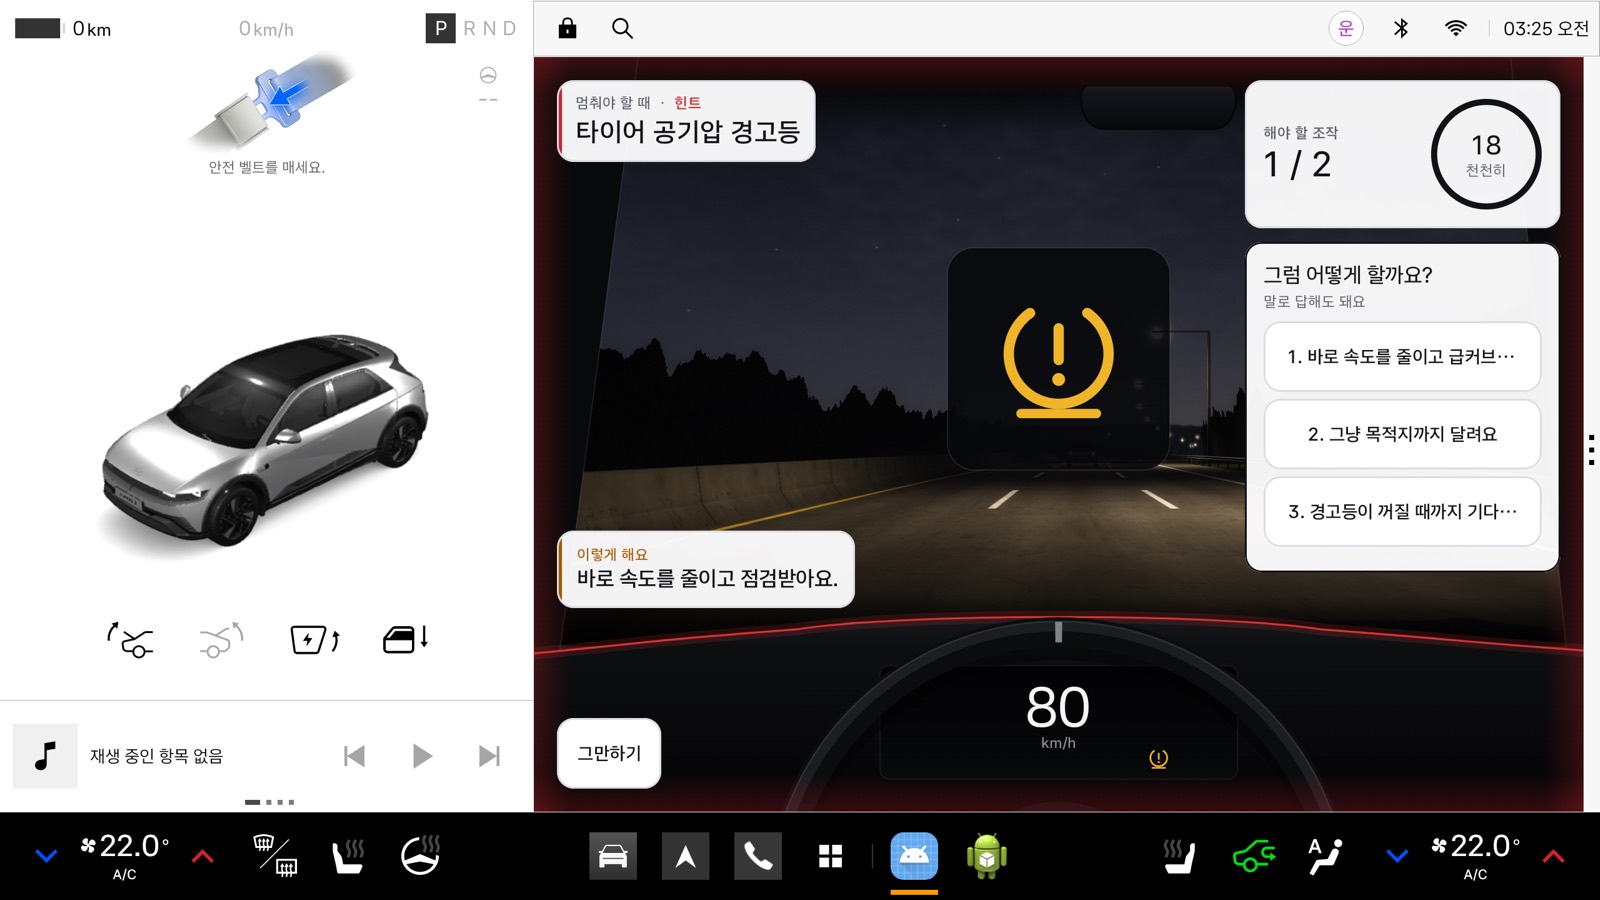 0 km
0 km/h
P R N D
안전 벨트를 매세요.
--
재생 중인 항목 없음
운
03:25 오전
멈춰야 할 때 · 힌트
타이어 공기압 경고등
해야 할 조작
1 / 2
18
천천히
그럼 어떻게 할까요?
말로 답해도 돼요
1. 바로 속도를 줄이고 급커브…
2. 그냥 목적지까지 달려요
3. 경고등이 꺼질 때까지 기다…
이렇게 해요
바로 속도를 줄이고 점검받아요.
그만하기
80
km/h
22.0°
A/C
A
22.0°
A/C